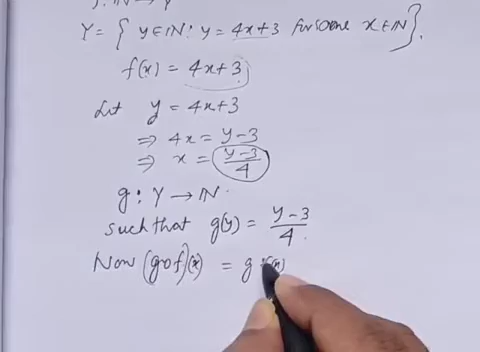 f: ℕ → Y
Y = { y ∈ ℕ : y = 4x+3 for some x ∈ ℕ}.
f(x) = 4x+3
Let y = 4x+3
⇒ 4x = y-3
⇒ x = (y-3)/4
g : Y → ℕ.
such that g(y) = (y-3)/4.
Now (gof)(x) = g f(x)